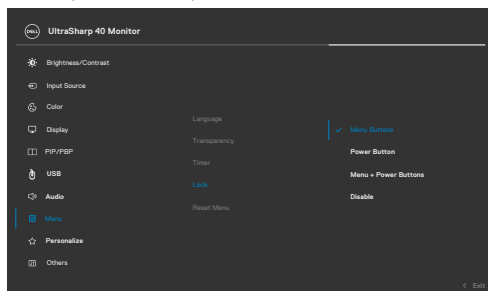 DELL
UltraSharp 40 Monitor
Brightness/Contrast
Input Source
Color
Display
PIP/PBP
USB
Audio
Menu
Personalize
Others
Language
Transparency
Timer
Lock
Reset Menu
Menu Buttons
Power Button
Menu + Power Buttons
Disable
< Exit